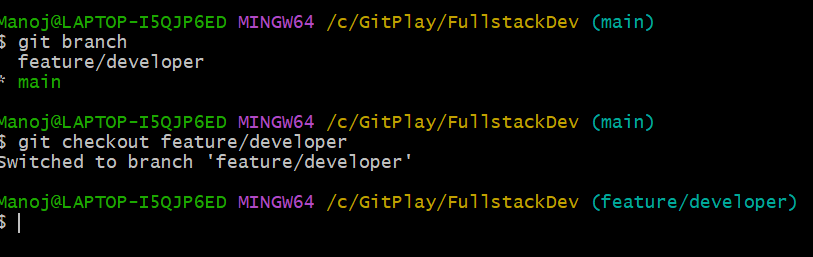 Manoj@LAPTOP-I5QJP6ED MINGW64 /c/GitPlay/FullstackDev (main)
$ git branch
  feature/developer
* main

Manoj@LAPTOP-I5QJP6ED MINGW64 /c/GitPlay/FullstackDev (main)
$ git checkout feature/developer
Switched to branch 'feature/developer'

Manoj@LAPTOP-I5QJP6ED MINGW64 /c/GitPlay/FullstackDev (feature/developer)
$